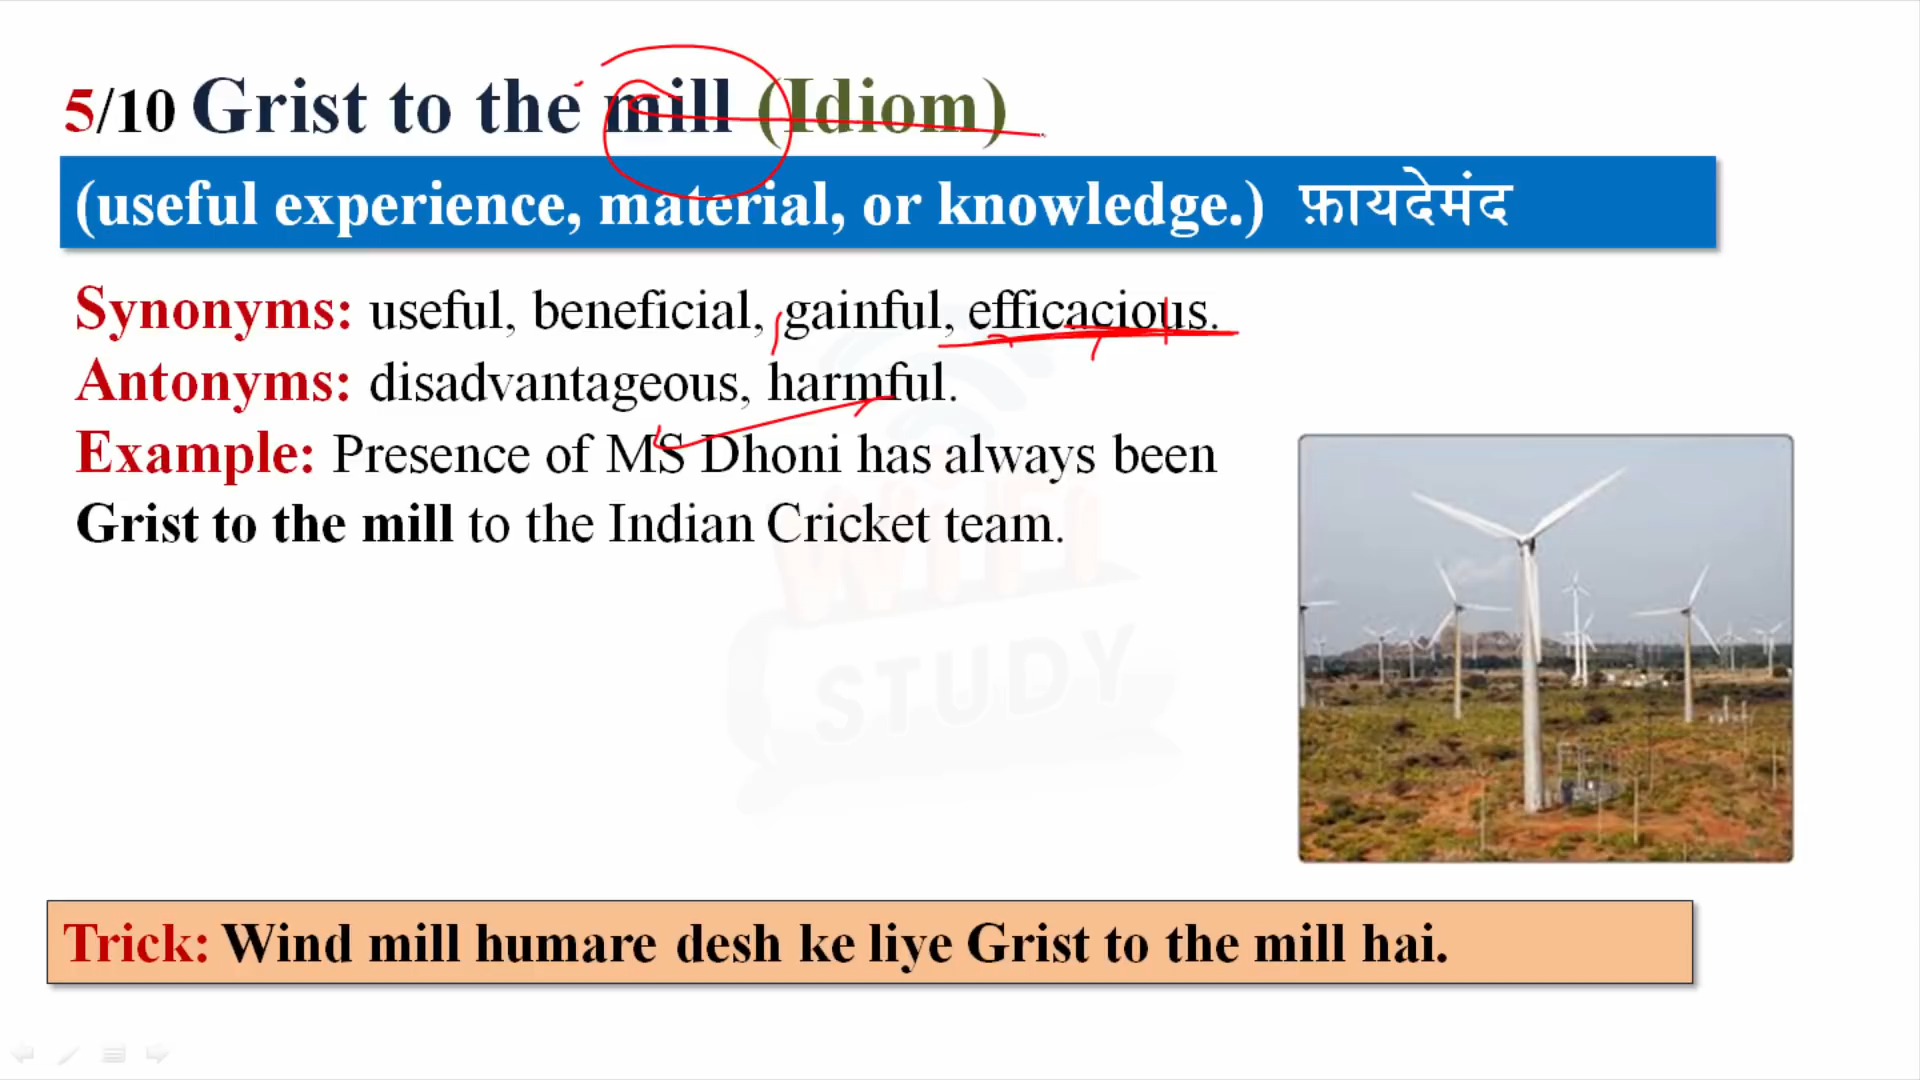 5/10 Grist to the mill (Idiom)
(useful experience, material, or knowledge.) फ़ायदेमंद
Synonyms: useful, beneficial, gainful, efficacious.
Antonyms: disadvantageous, harmful.
Example: Presence of MS Dhoni has always been
Grist to the mill to the Indian Cricket team.
WiFi
STUDY
Trick: Wind mill humare desh ke liye Grist to the mill hai.